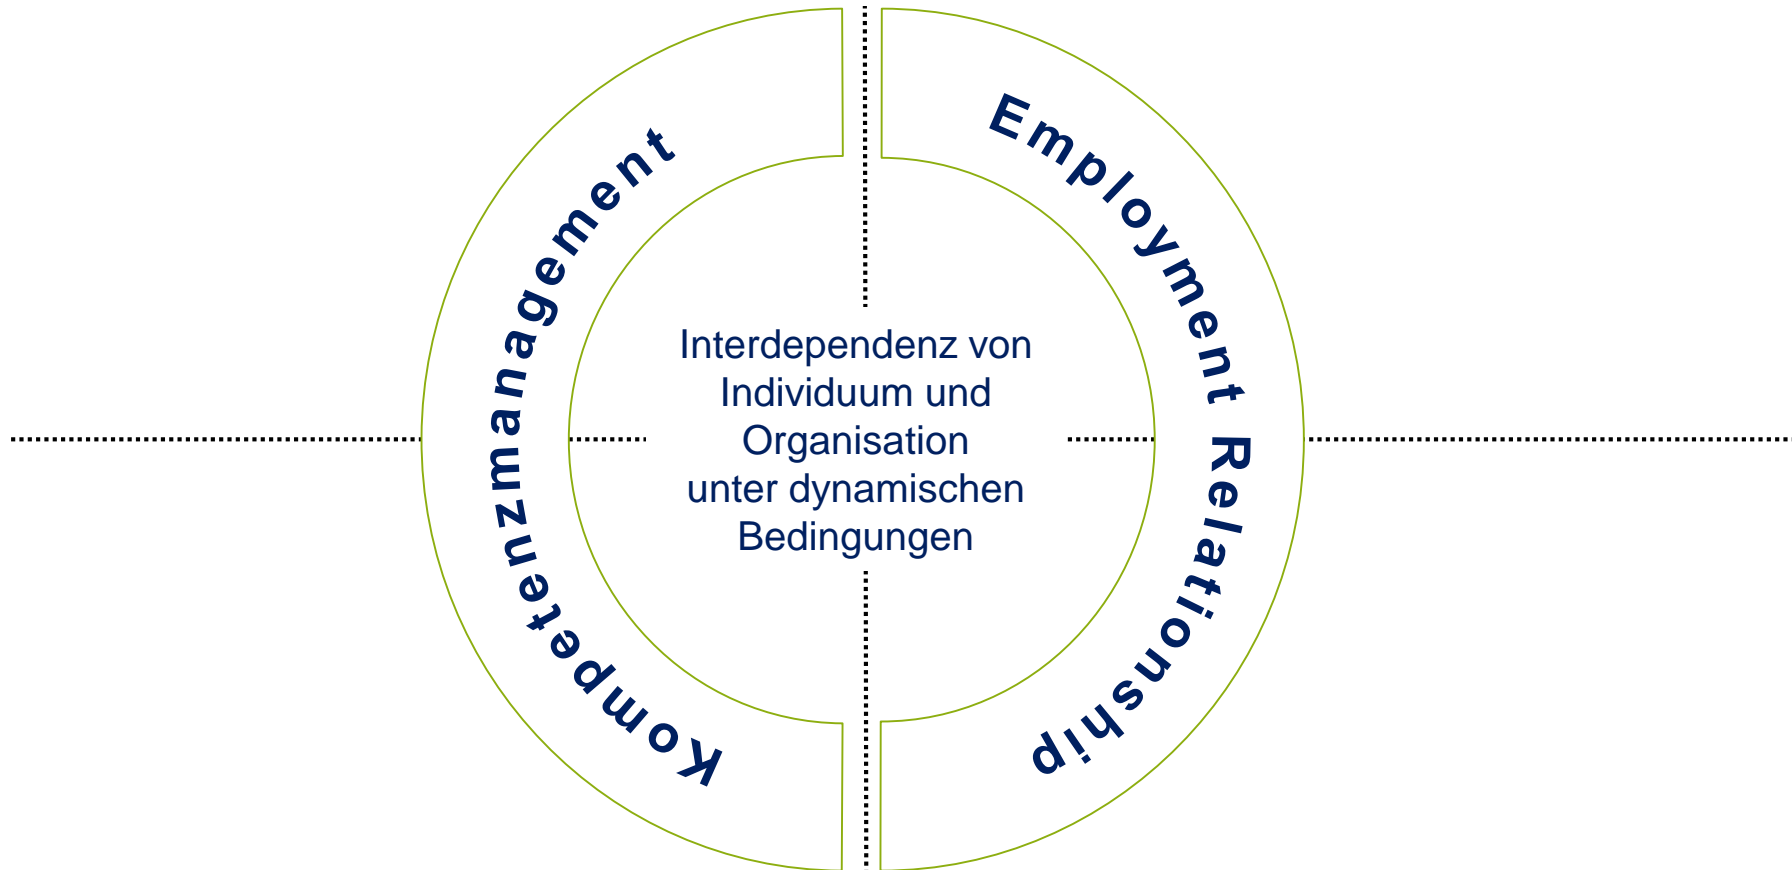 Kompetenzmanagement
Employment Relationship
Interdependenz von
Individuum und
Organisation
unter dynamischen
Bedingungen